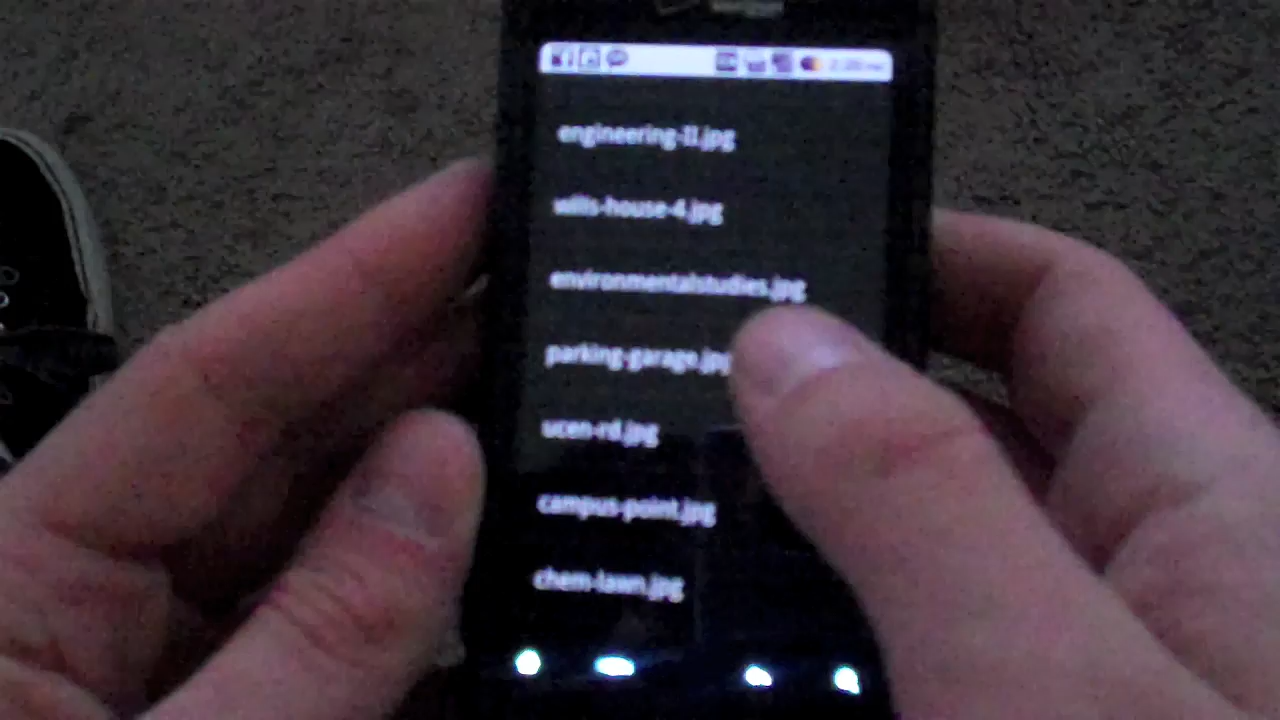 engineering-II.jpg
wills-house-4.jpg
environmentalstudies.jpg
parking-garage.jpg
ucen-rd.jpg
campus-point.jpg
chem-lawn.jpg